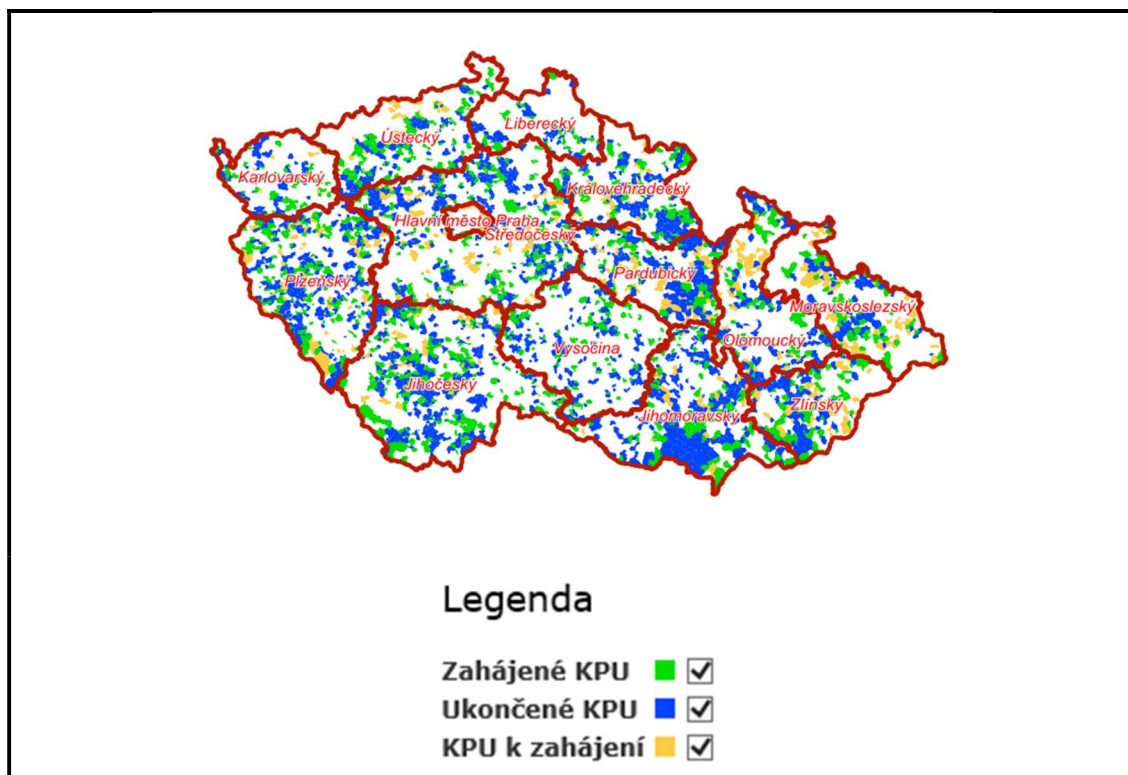 Liberecký
Ústecký
Karlovarský
Královéhradecký
Hlavní město Praha
Středočeský
Pardubický
Plzeňský
Moravskoslezský
Olomoucký
Vysočina
Jihočeský
Zlínský
Jihomoravský
Legenda
Zahájené KPU
Ukončené KPU
KPU k zahájení